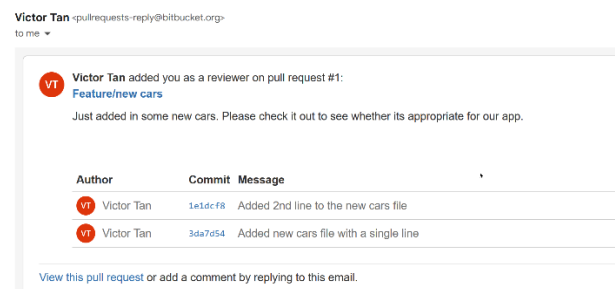 Victor Tan <pullrequests-reply@bitbucket.org>
to me
VT
Victor Tan added you as a reviewer on pull request #1:
Feature/new cars
Just added in some new cars. Please check it out to see whether its appropriate for our app.
Author Commit Message
VT Victor Tan 1e1dcf8 Added 2nd line to the new cars file
VT Victor Tan 3da7d54 Added new cars file with a single line
View this pull request or add a comment by replying to this email.